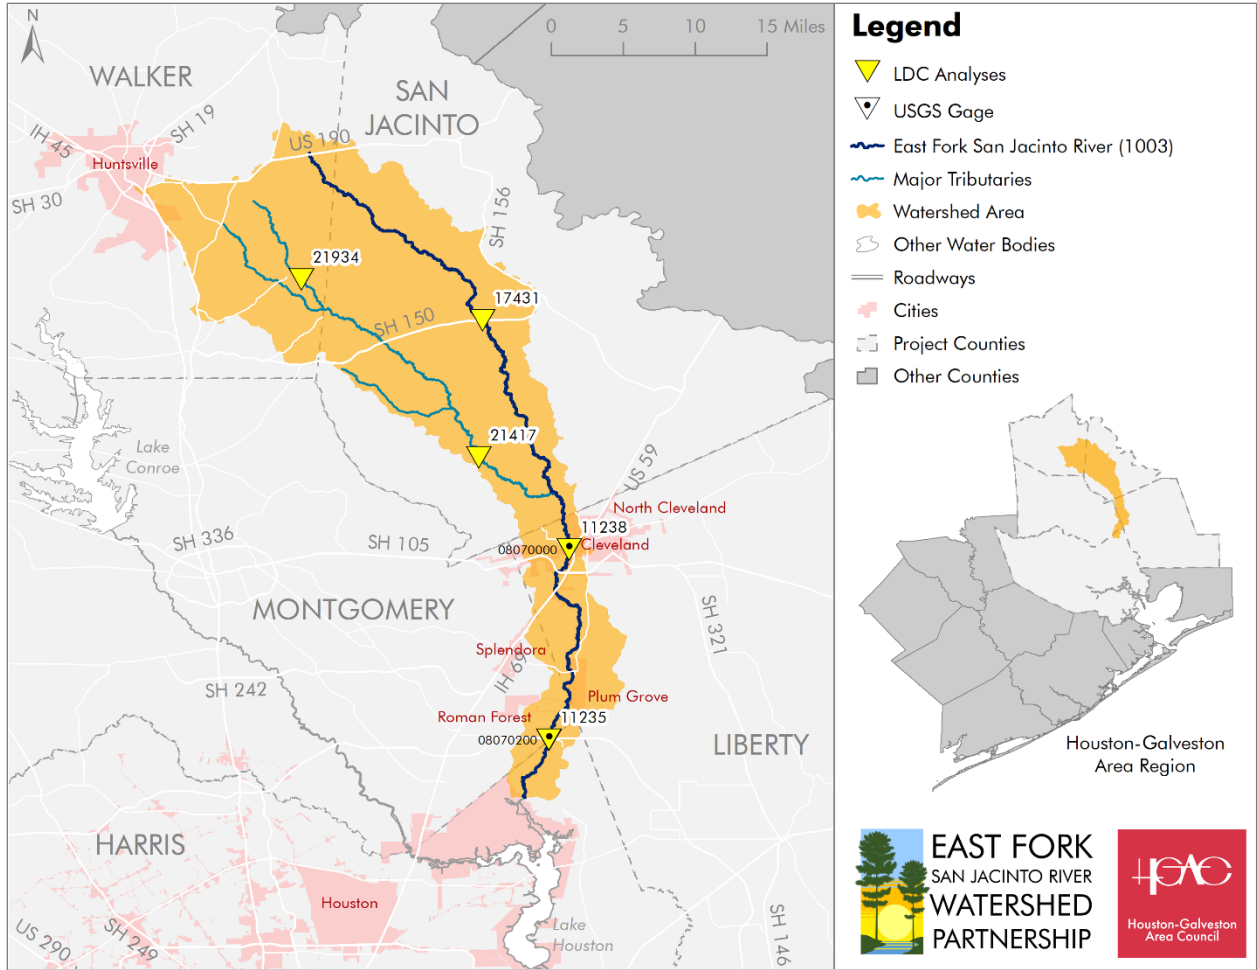 N
0 5 10 15 Miles
WALKER
SAN
JACINTO
IH 45
SH 19
US 190
Huntsville
SH 30
SH 156
21934
17431
SH 150
21417
Lake
Conroe
US 59
North Cleveland
11238
08070000
Cleveland
SH 336
SH 105
MONTGOMERY
SH 321
Splendora
IH 69
SH 242
Plum Grove
Roman Forest
11235
08070200
LIBERTY
HARRIS
Houston
Lake
Houston
US 290
SH 249
SH 146
Legend
LDC Analyses
USGS Gage
East Fork San Jacinto River (1003)
Major Tributaries
Watershed Area
Other Water Bodies
Roadways
Cities
Project Counties
Other Counties
Houston-Galveston
Area Region
EAST FORK
SAN JACINTO RIVER
WATERSHED
PARTNERSHIP
HGAC
Houston-Galveston
Area Council